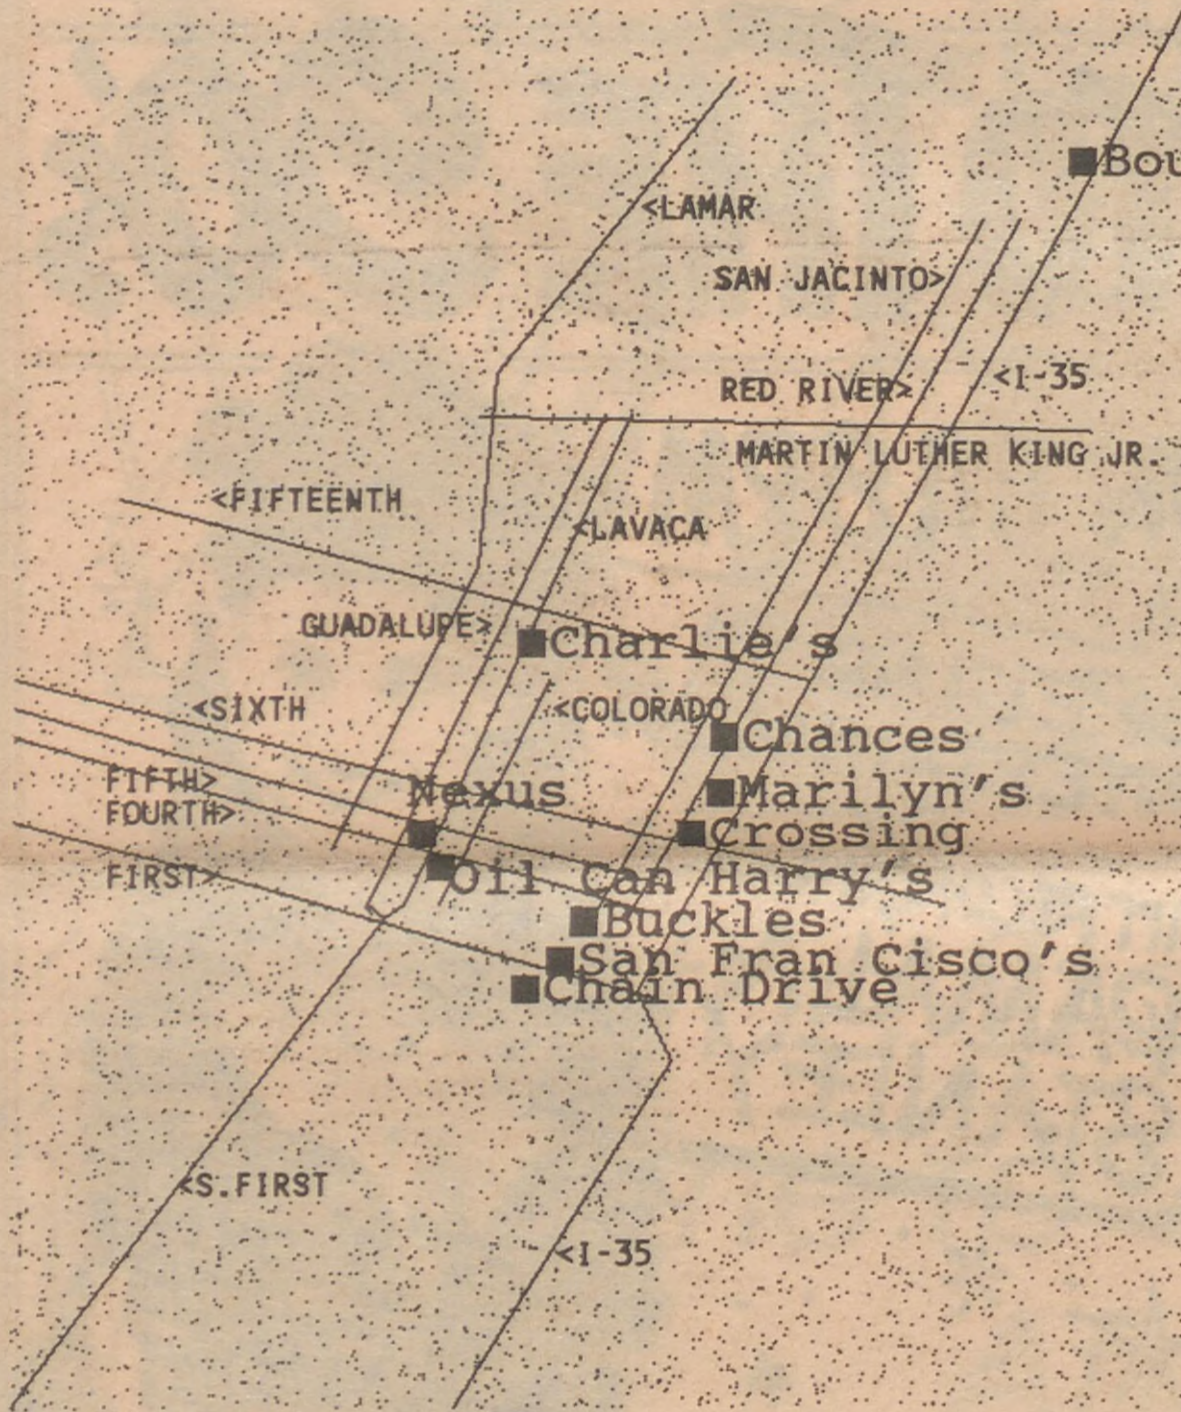 Bou
<LAMAR
SAN JACINTO>
<I-35
RED RIVER>
MARTIN LUTHER KING JR.
<FIFTEENTH
<LAVACA
GUADALUPE>
Charlie's
<SIXTH
<COLORADO
Chances
FIFTH>
Nexus
Marilyn's
FOURTH>
Crossing
FIRST>
Oil Can Harry's
Buckles
San Fran Cisco's
Chain Drive
<S.FIRST
<I-35